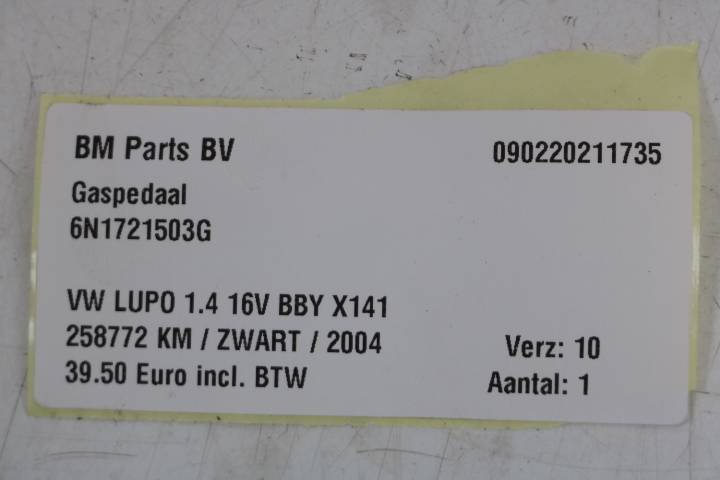 BM Parts BV 090220211735
Gaspedaal
6N1721503G
VW LUPO 1.4 16V BBY X141
258772 KM / ZWART / 2004 Verz: 10
39.50 Euro incl. BTW Aantal: 1